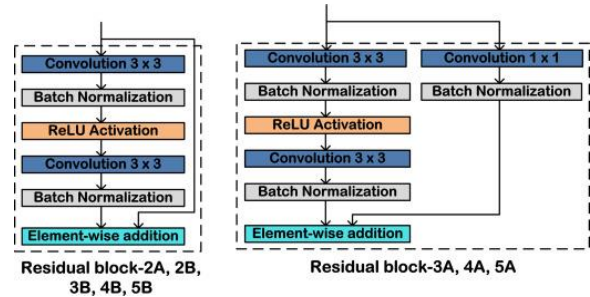 Convolution 3 x 3
Batch Normalization
ReLU Activation
Convolution 3 x 3
Batch Normalization
Element-wise addition
Residual block-2A, 2B,
3B, 4B, 5B
Convolution 3 x 3
Convolution 1 x 1
Batch Normalization
Batch Normalization
ReLU Activation
Convolution 3 x 3
Batch Normalization
Element-wise addition
Residual block-3A, 4A, 5A